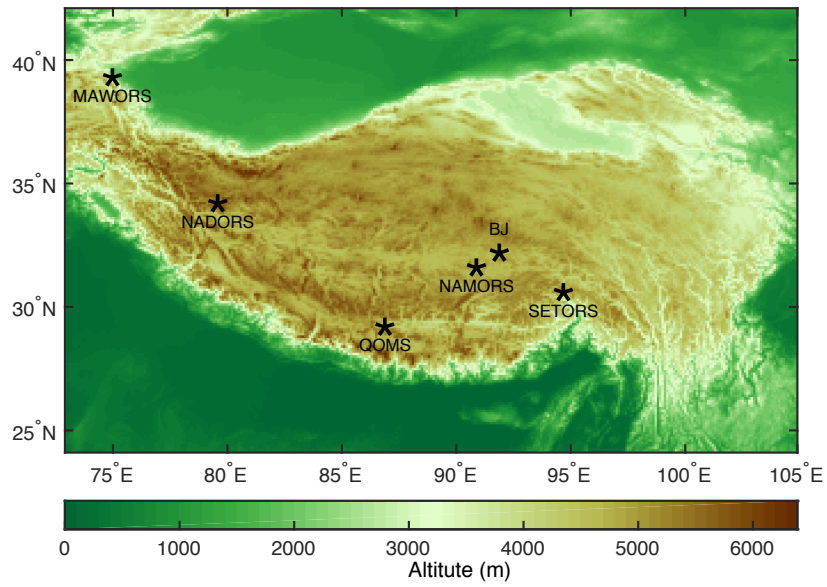 40°N
MAWORS
35°N
NADORS
BJ
NAMORS
30°N
SETORS
QOMS
25°N
75°E 80°E 85°E 90°E 95°E 100°E 105°E
0 1000 2000 3000 4000 5000 6000
Altitute (m)